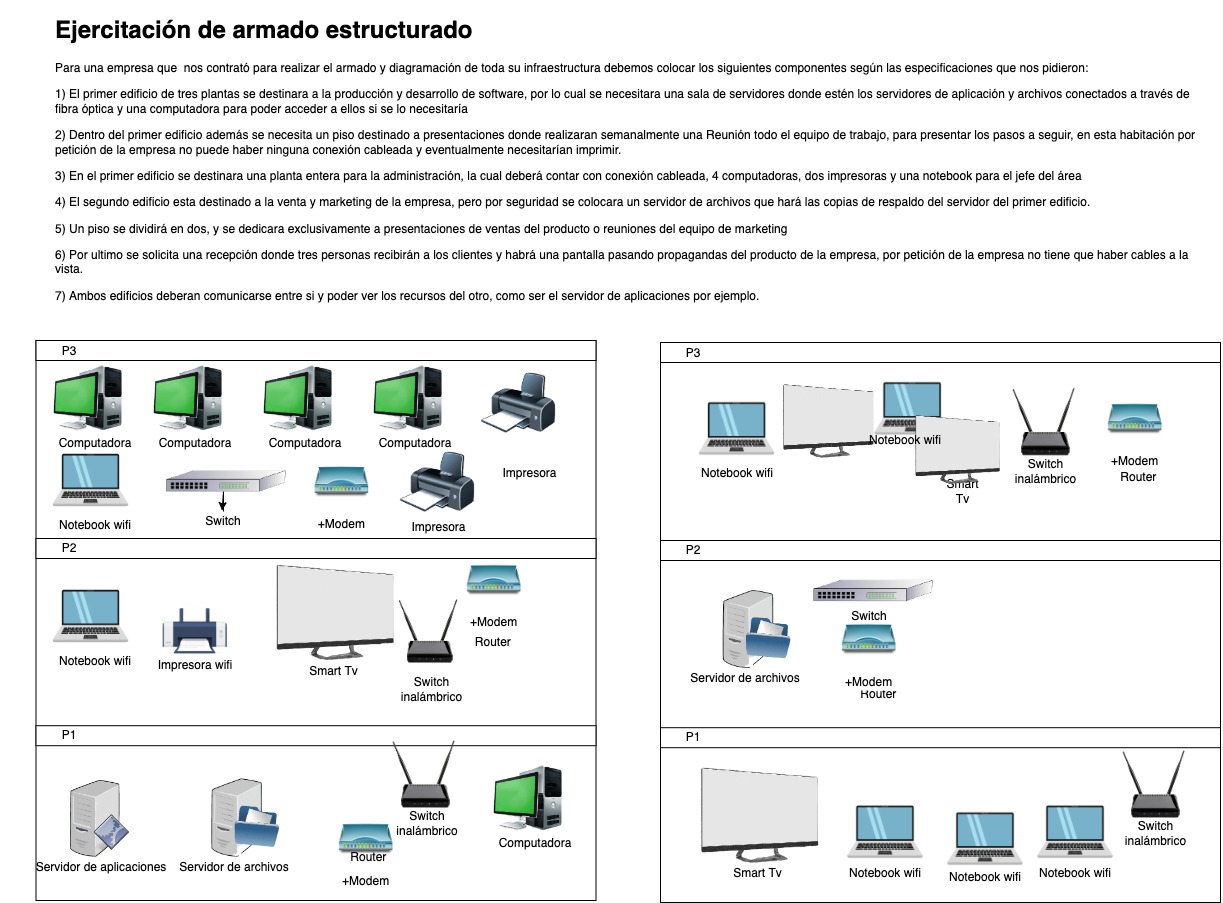 Ejercitación de armado estructurado
Para una empresa que  nos contrató para realizar el armado y diagramación de toda su infraestructura debemos colocar los siguientes componentes según las especificaciones que nos pidieron:
1) El primer edificio de tres plantas se destinara a la producción y desarrollo de software, por lo cual se necesitara una sala de servidores donde estén los servidores de aplicación y archivos conectados a través de
fibra óptica y una computadora para poder acceder a ellos si se lo necesitaría
2) Dentro del primer edificio además se necesita un piso destinado a presentaciones donde realizaran semanalmente una Reunión todo el equipo de trabajo, para presentar los pasos a seguir, en esta habitación por
petición de la empresa no puede haber ninguna conexión cableada y eventualmente necesitarían imprimir.
3) En el primer edificio se destinara una planta entera para la administración, la cual deberá contar con conexión cableada, 4 computadoras, dos impresoras y una notebook para el jefe del área
4) El segundo edificio esta destinado a la venta y marketing de la empresa, pero por seguridad se colocara un servidor de archivos que hará las copias de respaldo del servidor del primer edificio.
5) Un piso se dividirá en dos, y se dedicara exclusivamente a presentaciones de ventas del producto o reuniones del equipo de marketing
6) Por ultimo se solicita una recepción donde tres personas recibirán a los clientes y habrá una pantalla pasando propagandas del producto de la empresa, por petición de la empresa no tiene que haber cables a la
vista.
7) Ambos edificios deberan comunicarse entre si y poder ver los recursos del otro, como ser el servidor de aplicaciones por ejemplo.
P3
Computadora
Computadora
Computadora
Computadora
Impresora
Notebook wifi
Switch
+Modem
Impresora
P2
Notebook wifi
Impresora wifi
Smart Tv
Switch
inalámbrico
+Modem
Router
P1
Servidor de aplicaciones
Servidor de archivos
Router
+Modem
Switch
inalámbrico
Computadora
P3
Notebook wifi
Notebook wifi
Smart
Tv
Switch
inalámbrico
+Modem
Router
P2
Servidor de archivos
Switch
+Modem
Router
P1
Smart Tv
Notebook wifi
Notebook wifi
Notebook wifi
Switch
inalámbrico